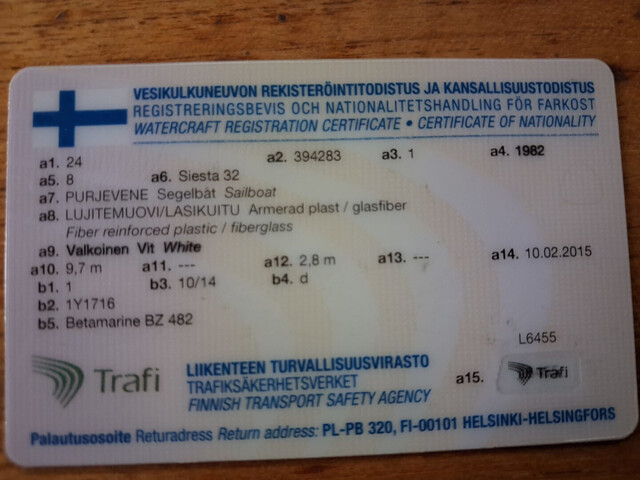 VESIKULKUNEUVON REKISTERÖINTITODISTUS JA KANSALLISUUSTODISTUS
REGISTRERINGSBEVIS OCH NATIONALITETSHANDLING FÖR FARKOST
WATERCRAFT REGISTRATION CERTIFICATE • CERTIFICATE OF NATIONALITY
a1. 24 a2. 394283 a3. 1 a4. 1982
a5. 8 a6. Siesta 32
a7. PURJEVENE Segelbåt Sailboat
a8. LUJITEMUOVI/LASIKUITU Armerad plast / glasfiber
Fiber reinforced plastic / fiberglass
a9. Valkoinen Vit White
a10. 9,7 m a11. --- a12. 2,8 m a13. --- a14. 10.02.2015
b1. 1 b3. 10/14 b4. d
b2. 1Y1716
b5. Betamarine BZ 482
L6455
Trafi LIIKENTEEN TURVALLISUUSVIRASTO a15. Trafi
TRAFIKSÄKERHETSVERKET
FINNISH TRANSPORT SAFETY AGENCY
Palautusosoite Returadress Return address: PL-PB 320, FI-00101 HELSINKI-HELSINGFORS